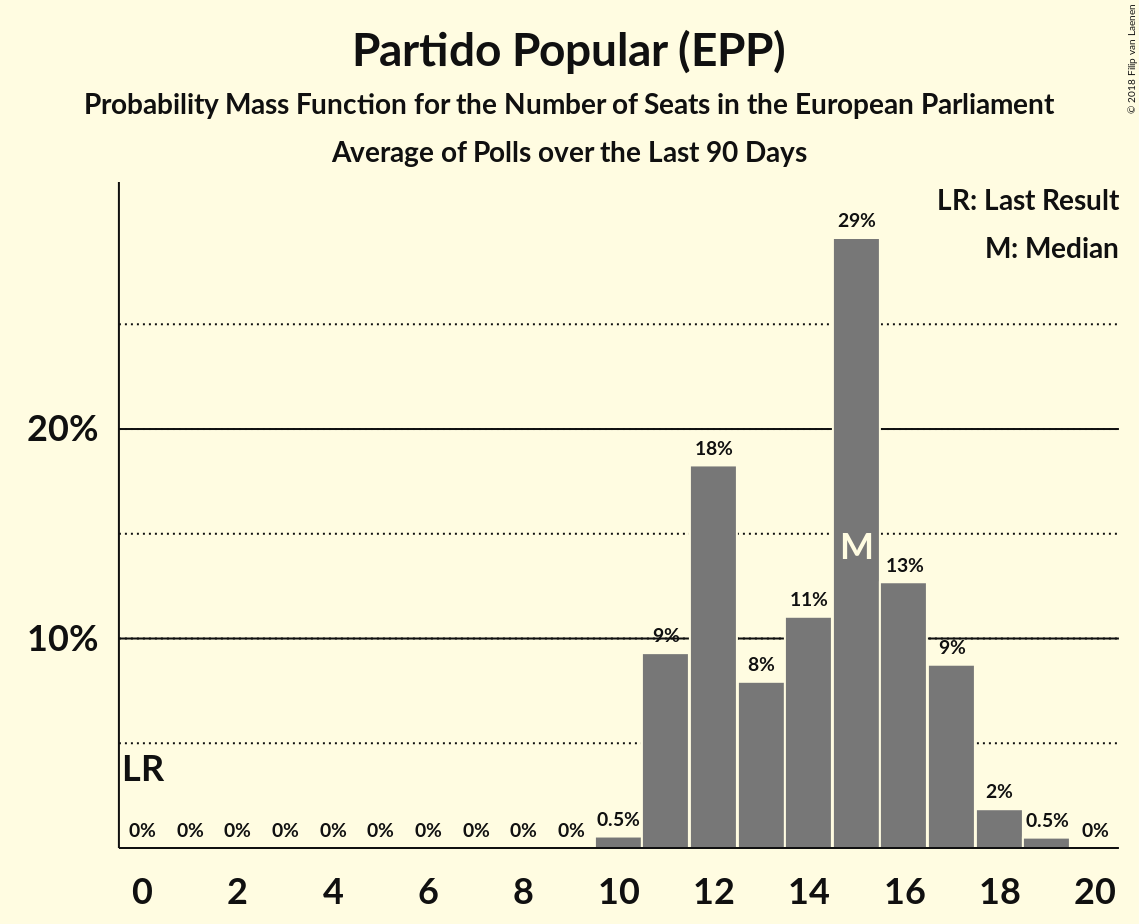 Partido Popular (EPP)
Probability Mass Function for the Number of Seats in the European Parliament
Average of Polls over the Last 90 Days
© 2018 Filip van Laenen
LR: Last Result
M: Median
29%
20%
18%
M
13%
11%
10%
9%
9%
8%
LR
2%
0% 0% 0% 0% 0% 0% 0% 0% 0% 0% 0.5% 0.5% 0%
0 2 4 6 8 10 12 14 16 18 20